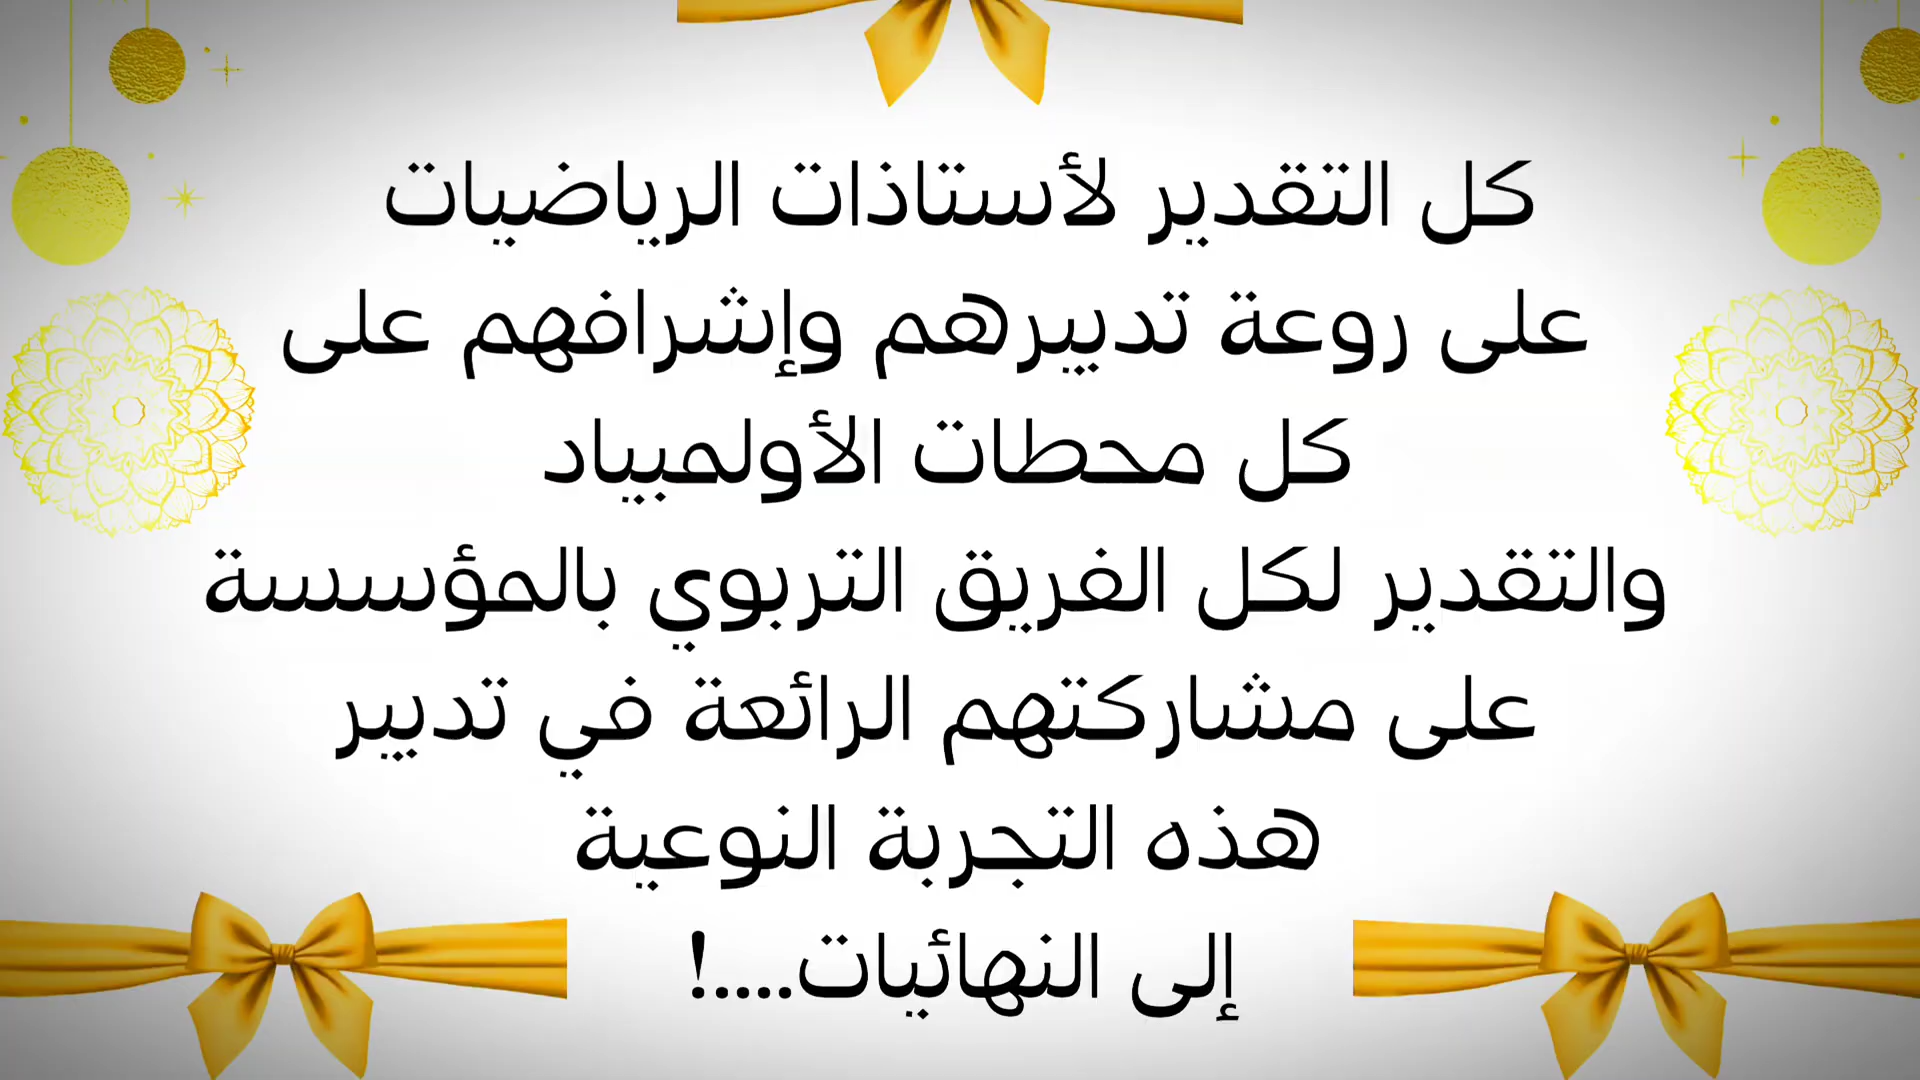 كل التقدير لأستاذات الرياضيات
على روعة تدبيرهم وإشرافهم على
كل محطات الأولمبياد
والتقدير لكل الفريق التربوي بالمؤسسة
على مشاركتهم الرائعة في تدبير
هذه التجربة النوعية
إلى النهائيات....!